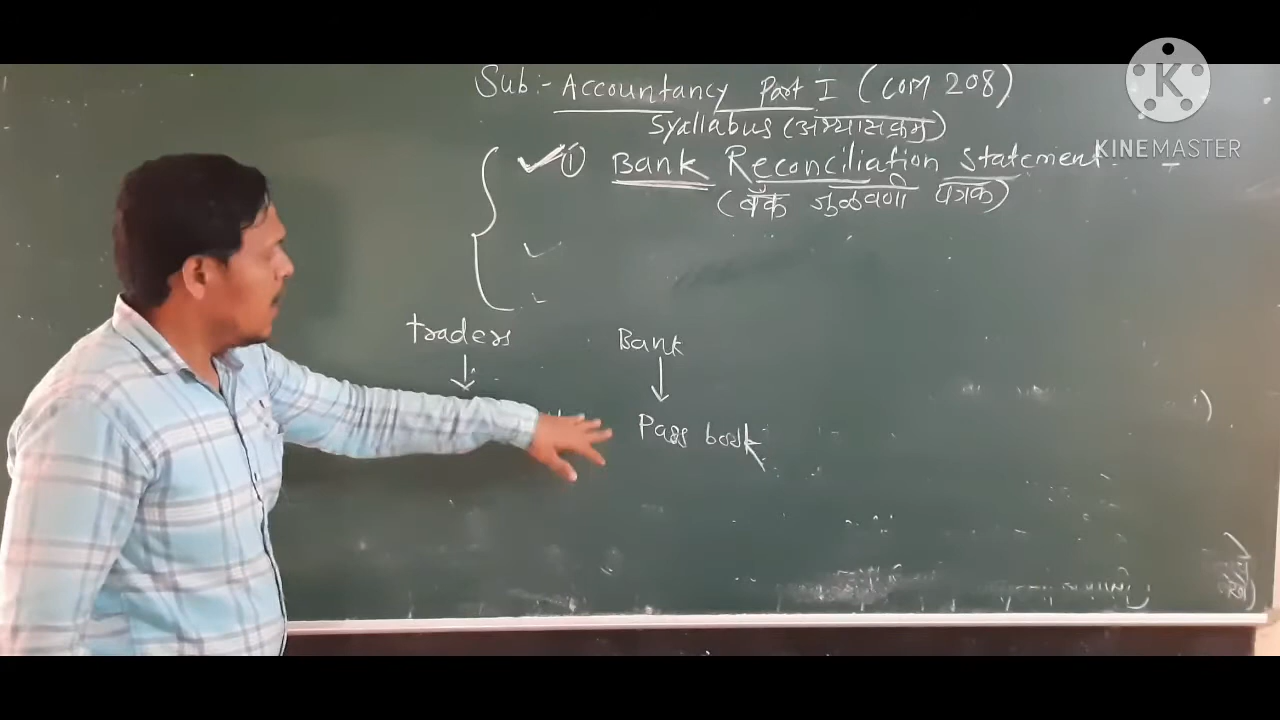 Sub:- Accountancy Part I (COM 208)
Syallabus (अभ्यासक्रम)
① Bank Reconciliation Statement
(बँक जुळवणी पत्रक)
traders
Bank
Pass book
K
KINEMASTER